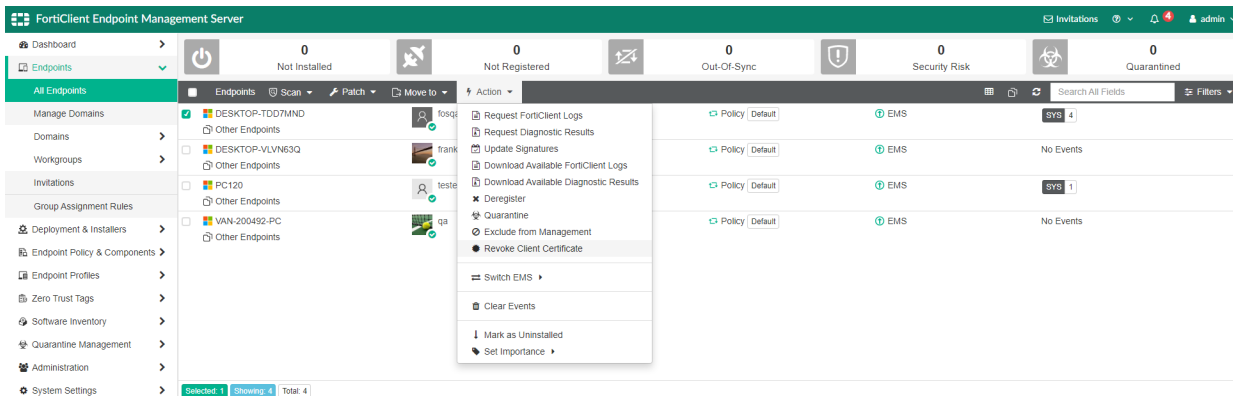 FortiClient Endpoint Management Server
Invitations
4
admin
Dashboard
Endpoints
All Endpoints
Manage Domains
Domains
Workgroups
Invitations
Group Assignment Rules
Deployment & Installers
Endpoint Policy & Components
Endpoint Profiles
Zero Trust Tags
Software Inventory
Quarantine Management
Administration
System Settings
0
Not Installed
0
Not Registered
0
Out-Of-Sync
0
Security Risk
0
Quarantined
Endpoints Scan Patch Move to Action
Search All Fields
Filters
DESKTOP-TDD7MND
Other Endpoints
fosqa
Policy Default
EMS
SYS 4
DESKTOP-VLVN63Q
Other Endpoints
frank
Policy Default
EMS
No Events
PC120
Other Endpoints
teste
Policy Default
EMS
SYS 1
VAN-200492-PC
Other Endpoints
qa
Policy Default
EMS
No Events
Request FortiClient Logs
Request Diagnostic Results
Update Signatures
Download Available FortiClient Logs
Download Available Diagnostic Results
Deregister
Quarantine
Exclude from Management
Revoke Client Certificate
Switch EMS
Clear Events
Mark as Uninstalled
Set Importance
Selected: 1 Showing: 4 Total: 4